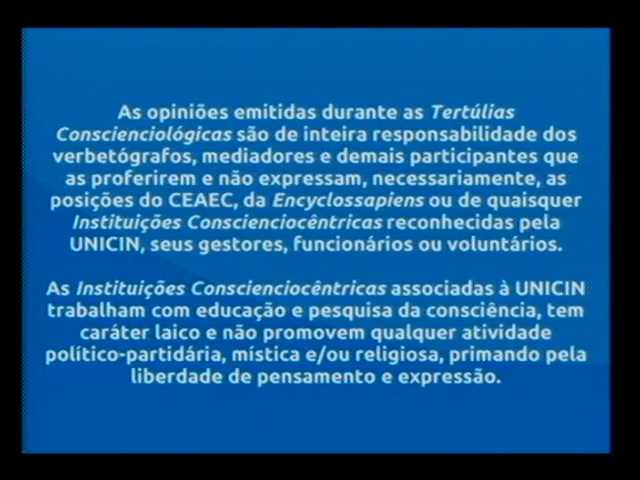 As opiniões emitidas durante as Tertúlias
Conscienciológicas são de inteira responsabilidade dos
verbetógrafos, mediadores e demais participantes que
as proferirem e não expressam, necessariamente, as
posições do CEAEC, da Encyclossapiens ou de quaisquer
Instituições Conscienciocêntricas reconhecidas pela
UNICIN, seus gestores, funcionários ou voluntários.
As Instituições Conscienciocêntricas associadas à UNICIN
trabalham com educação e pesquisa da consciência, tem
caráter laico e não promovem qualquer atividade
político-partidária, mística e/ou religiosa, primando pela
liberdade de pensamento e expressão.